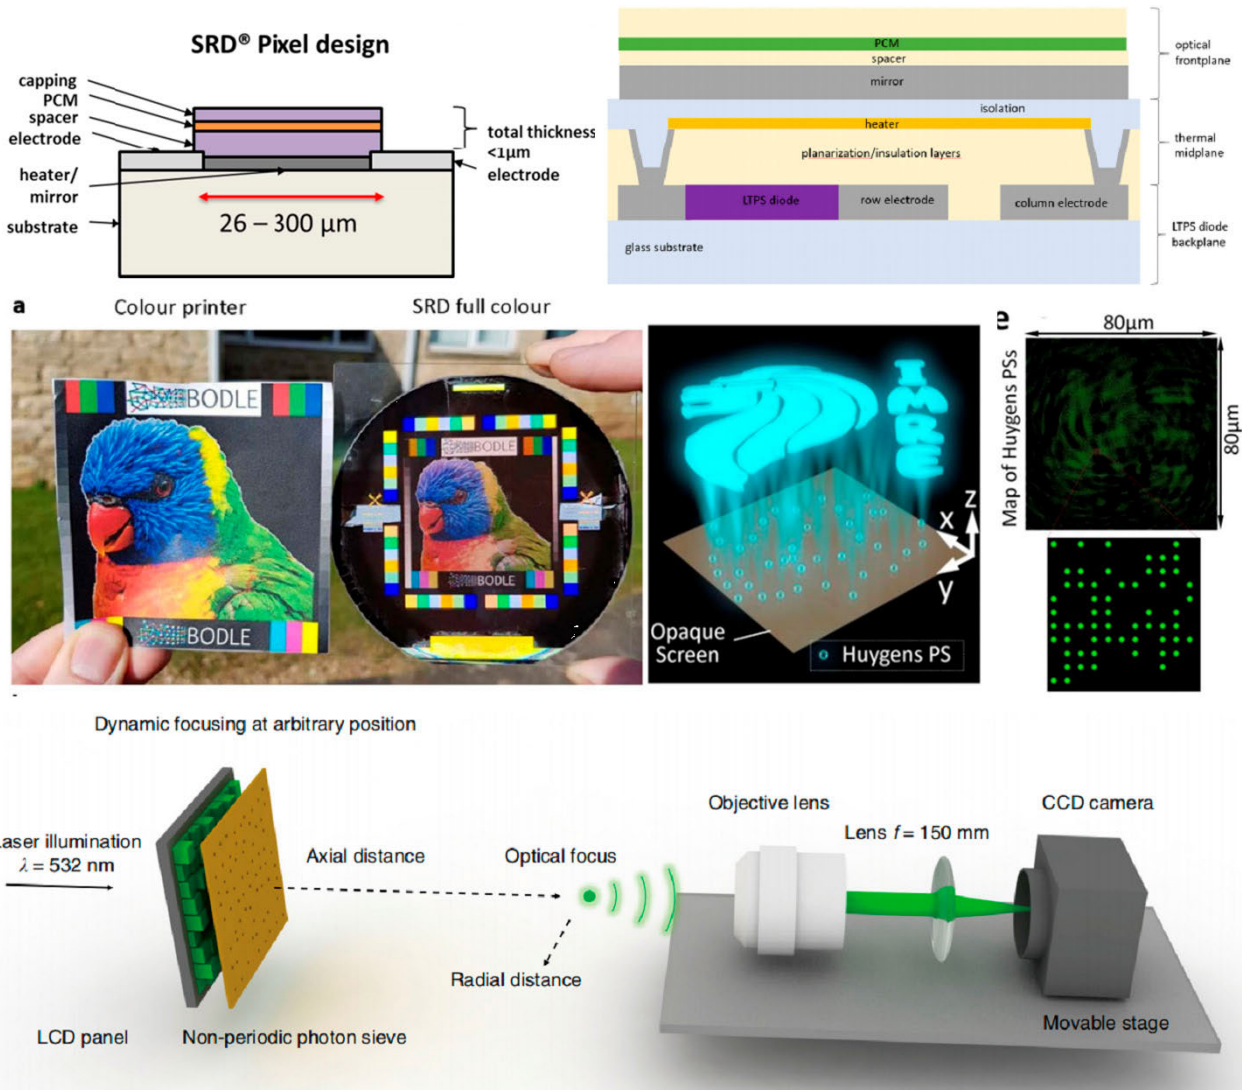 SRD® Pixel design
capping
PCM
spacer
electrode
heater/
mirror
substrate
total thickness
<1µm
electrode
26 – 300 µm
PCM
spacer
mirror
isolation
heater
planarization/insulation layers
LTPS diode
row electrode
column electrode
glass substrate
optical
frontplane
thermal
midplane
LTPS diode
backplane
a
Colour printer
SRD full colour
BODLE
BODLE
BODLE
BODLE
IMRE
z
x
y
Opaque
Screen
Huygens PS
80µm
80µm
Map of Huygens PSs
Dynamic focusing at arbitrary position
Laser illumination
λ = 532 nm
Axial distance
Optical focus
Radial distance
Objective lens
Lens f = 150 mm
CCD camera
LCD panel
Non-periodic photon sieve
Movable stage